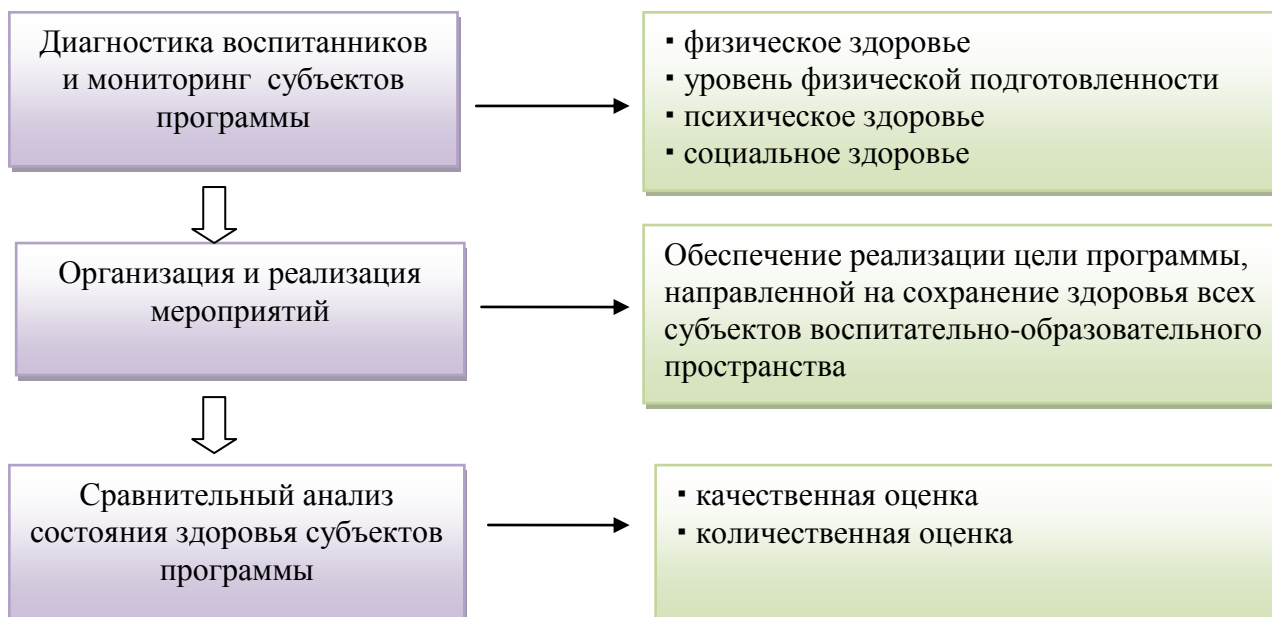 Диагностика воспитанников
и мониторинг субъектов
программы
▪ физическое здоровье
▪ уровень физической подготовленности
▪ психическое здоровье
▪ социальное здоровье
Организация и реализация
мероприятий
Обеспечение реализации цели программы,
направленной на сохранение здоровья всех
субъектов воспитательно-образовательного
пространства
Сравнительный анализ
состояния здоровья субъектов
программы
▪ качественная оценка
▪ количественная оценка